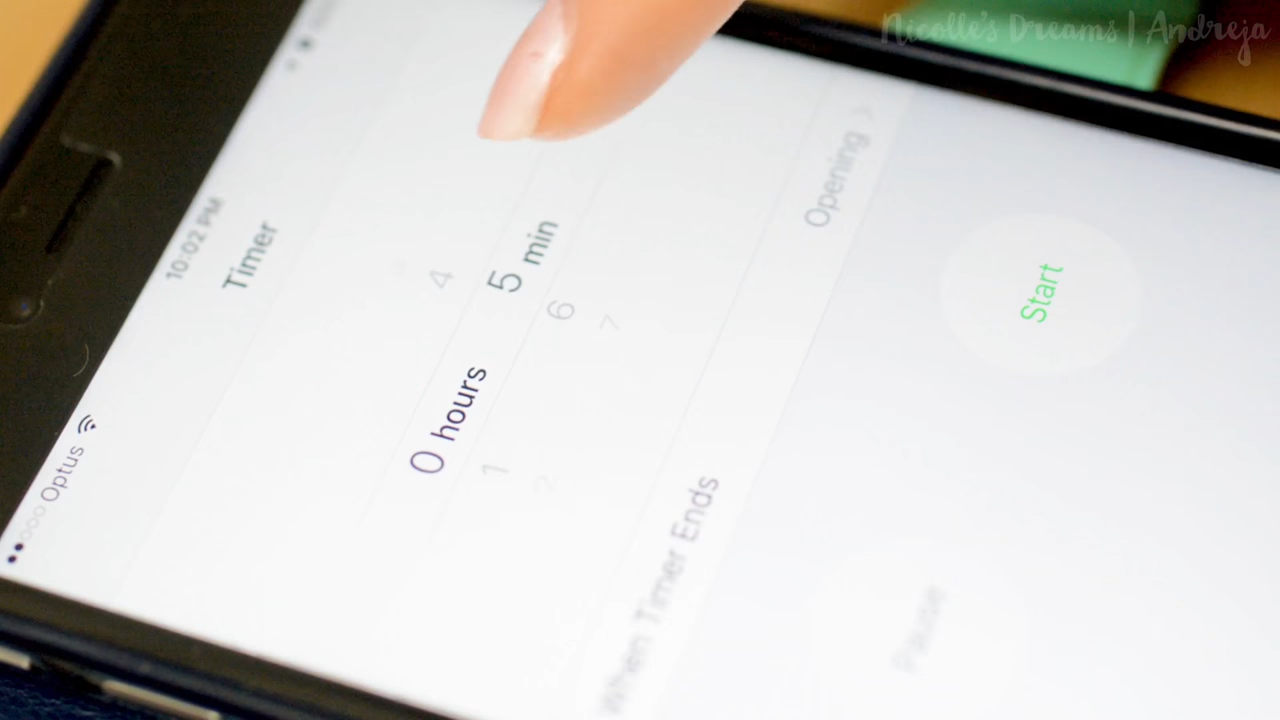 Nicolle's Dreams | Andreja
●●○○○ Optus
10:02 PM
Timer
4
0 hours 5 min
1 6
2 7
When Timer Ends Opening >
Pause Start